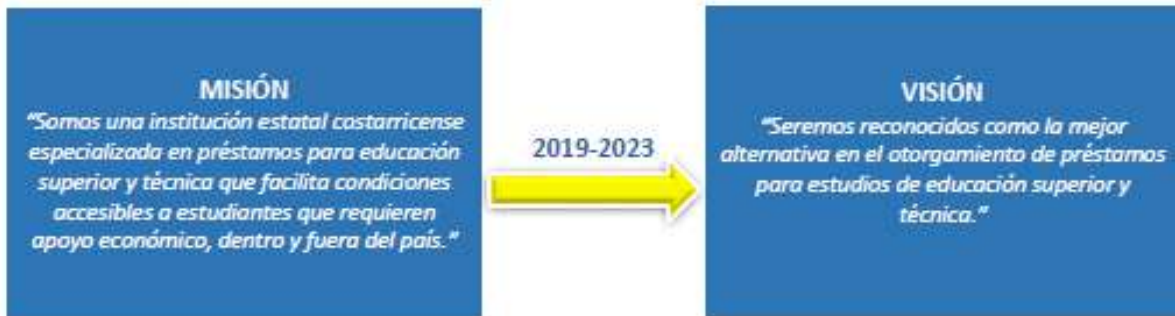 MISIÓN
"Somos una institución estatal costarricense
especializada en préstamos para educación
superior y técnica que facilita condiciones
accesibles a estudiantes que requieren
apoyo económico, dentro y fuera del país."
2019-2023
VISIÓN
"Seremos reconocidos como la mejor
alternativa en el otorgamiento de préstamos
para estudios de educación superior y
técnica."